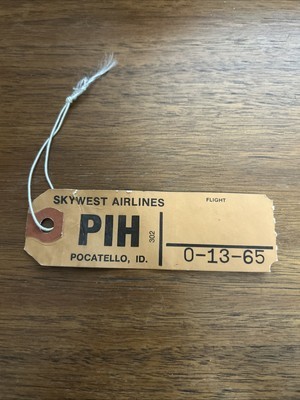 SKYWEST AIRLINES
FLIGHT
PIH
302
POCATELLO, ID.
0-13-65